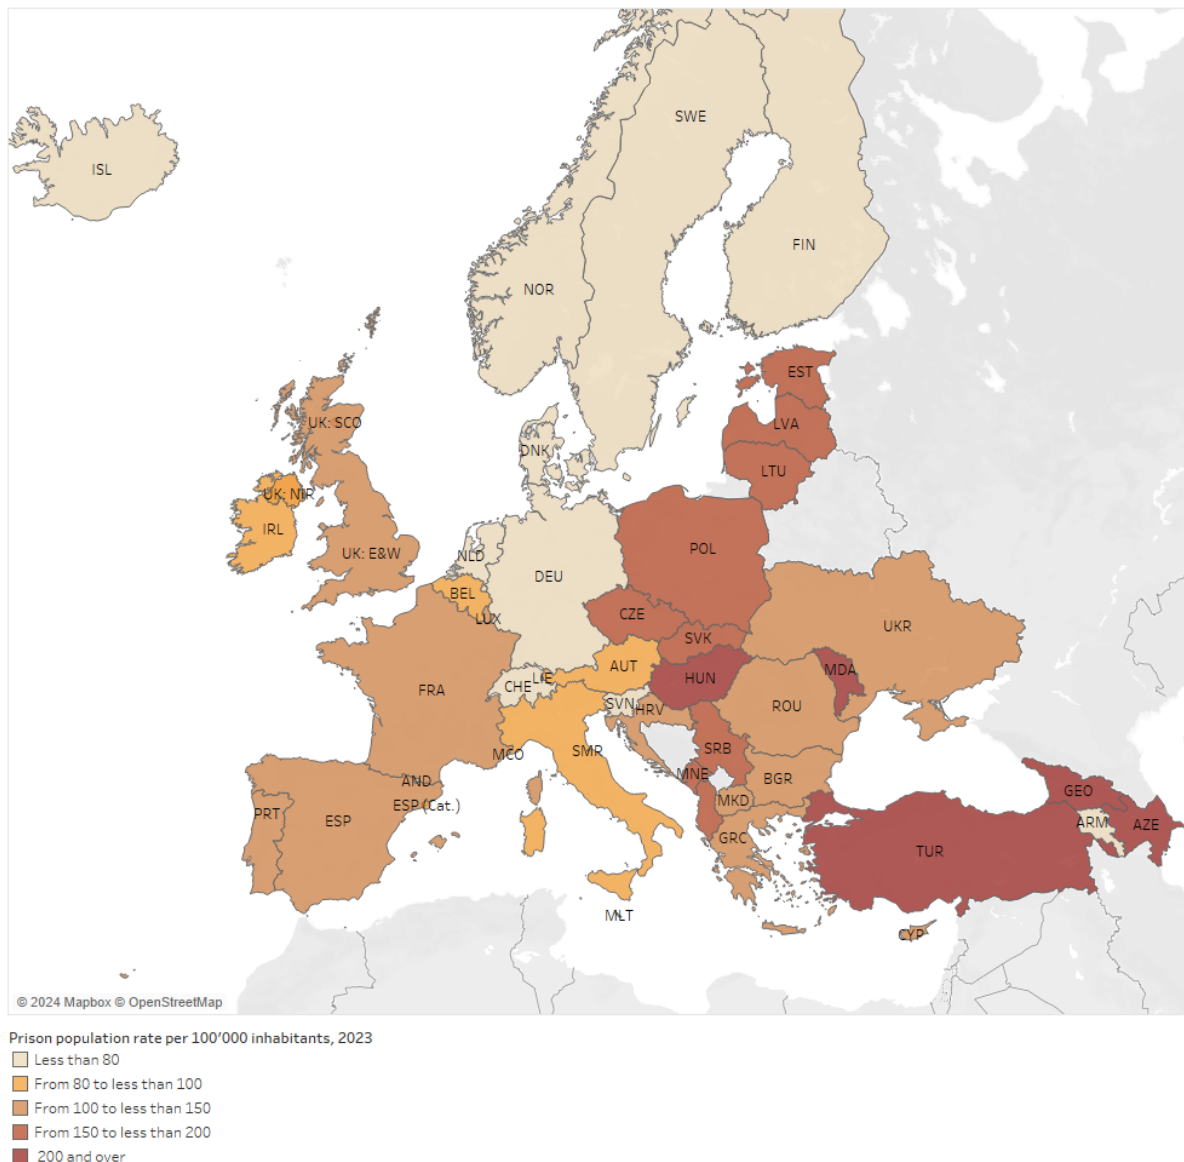 SWE
ISL
FIN
NOR
EST
UK: SCO
LVA
DNK
LTU
UK: NIR
IRL
POL
UK: E&W
NLD
DEU
BEL
CZE
LUX
UKR
SVK
AUT
MDA
HUN
LIE
CHE
FRA
SVN
HRV
ROU
SRB
SMR
MCO
MNE
AND
BGR
GEO
ESP (Cat.)
MKD
PRT
ESP
ARM
AZE
GRC
TUR
MLT
CYP
© 2024 Mapbox © OpenStreetMap
Prison population rate per 100’000 inhabitants, 2023
Less than 80
From 80 to less than 100
From 100 to less than 150
From 150 to less than 200
200 and over